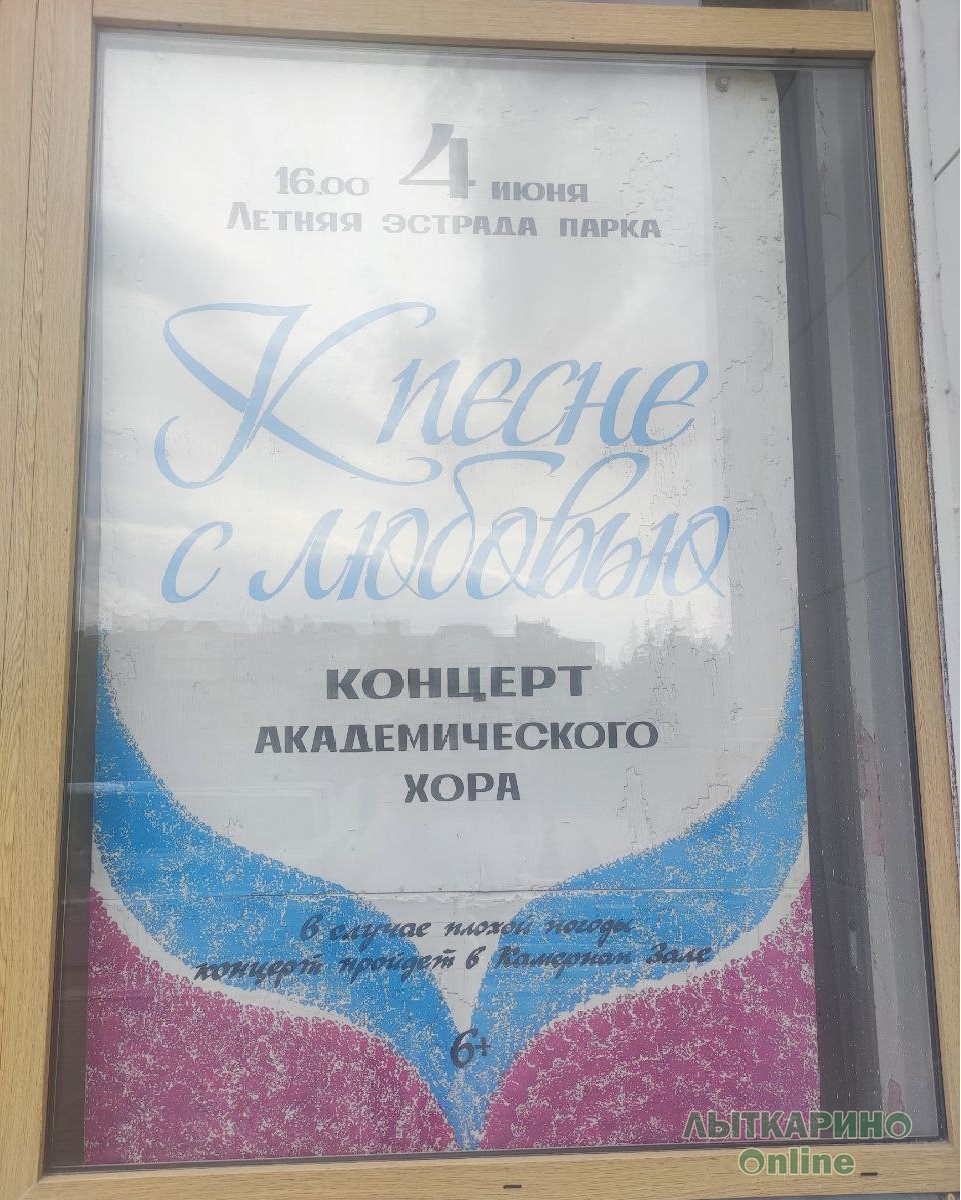 16.00 4 июня
Летняя эстрада парка
К песне
с любовью
КОНЦЕРТ
АКАДЕМИЧЕСКОГО
ХОРА
в случае плохой погоды
концерт пройдет в Камерном Зале
6+
ЛЫТКАРИНО
Online